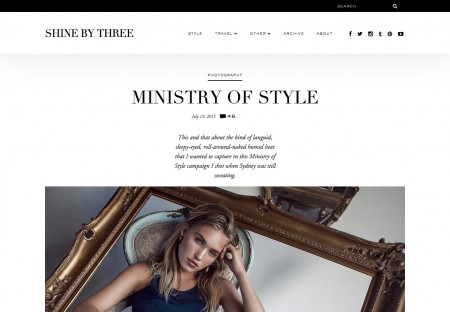 SEARCH
SHINE BY THREE
STYLE TRAVEL OTHER ARCHIVE ABOUT
PHOTOGRAPHY
MINISTRY OF STYLE
July 19, 2015
This and that about the kind of languid,
sleepy-eyed, roll-around-naked humid heat
that I wanted to capture in this Ministry of
Style campaign I shot when Sydney was still
sweating.